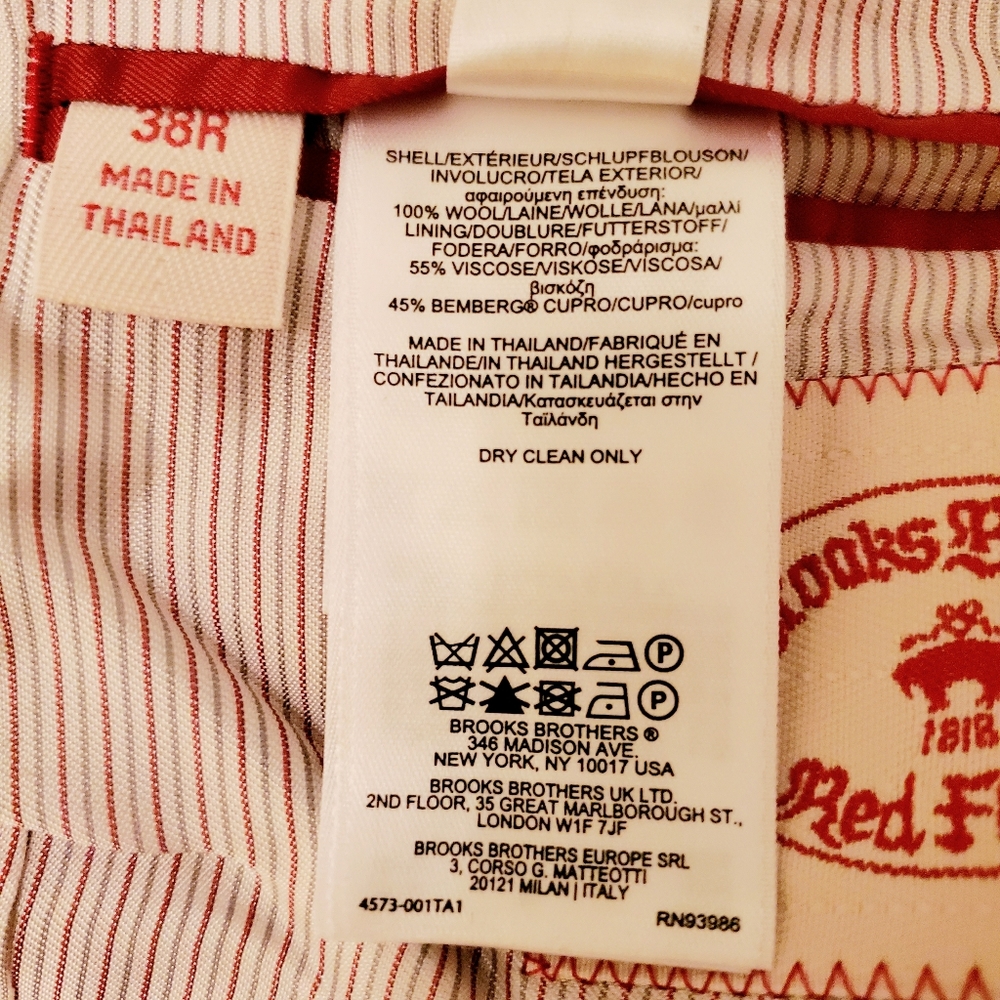 38R
MADE IN
THAILAND
SHELL/EXTÉRIEUR/SCHLUPFBLOUSON/
INVOLUCRO/TELA EXTERIOR/
αφαιρούμενη επένδυση:
100% WOOL/LAINE/WOLLE/LANA/μαλλί
LINING/DOUBLURE/FUTTERSTOFF/
FODERA/FORRO/φοδράρισμα:
55% VISCOSE/VISKOSE/VISCOSA/
βισκόζη
45% BEMBERG® CUPRO/CUPRO/cupro
MADE IN THAILAND/FABRIQUÉ EN
THAILANDE/IN THAILAND HERGESTELLT /
CONFEZIONATO IN TAILANDIA/HECHO EN
TAILANDIA/Κατασκευάζεται στην
Ταϊλάνδη
DRY CLEAN ONLY
P
P
BROOKS BROTHERS ®
346 MADISON AVE.
NEW YORK, NY 10017 USA
BROOKS BROTHERS UK LTD.
2ND FLOOR, 35 GREAT MARLBOROUGH ST.,
LONDON W1F 7JF
BROOKS BROTHERS EUROPE SRL
3, CORSO G. MATTEOTTI
20121 MILAN | ITALY
4573-001TA1
RN93986
rooks B
1818
Red Fl